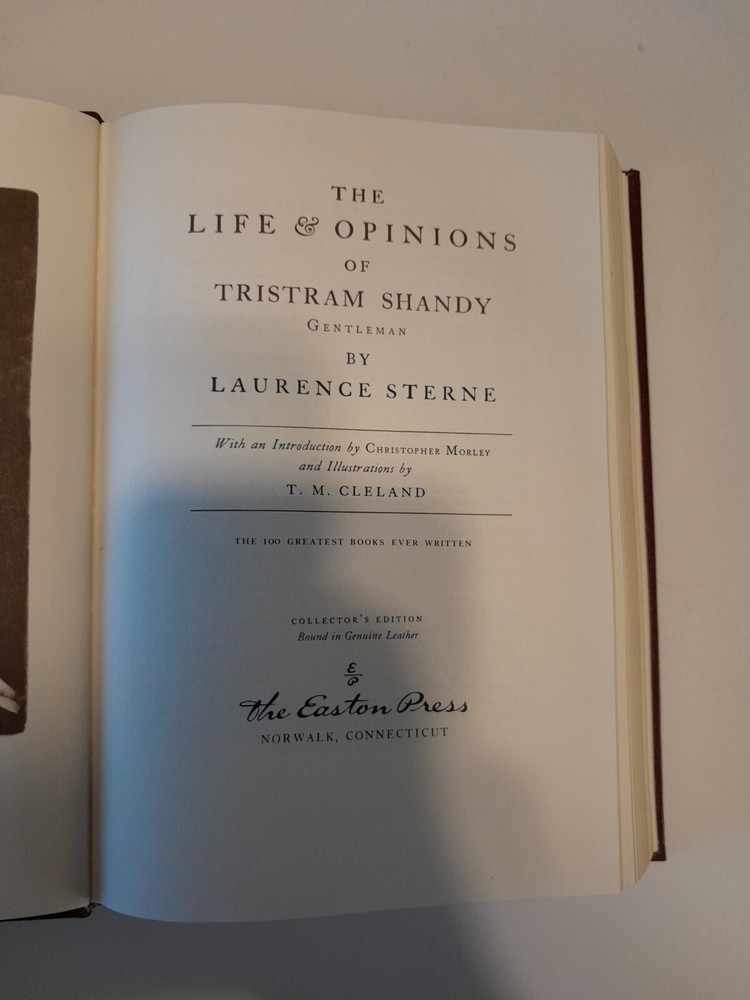 THE
LIFE & OPINIONS
OF
TRISTRAM SHANDY
GENTLEMAN
BY
LAURENCE STERNE
With an Introduction by CHRISTOPHER MORLEY
and Illustrations by
T. M. CLELAND
THE 100 GREATEST BOOKS EVER WRITTEN
COLLECTOR'S EDITION
Bound in Genuine Leather
E
P
the Easton Press
NORWALK, CONNECTICUT